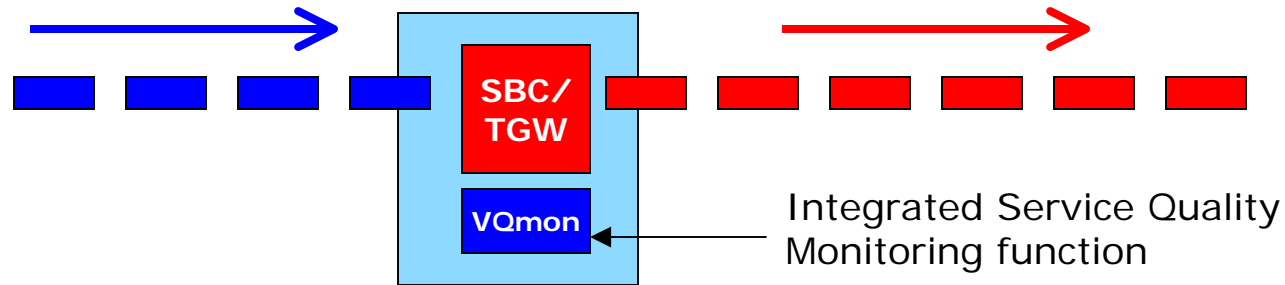 SBC/
TGW
VQmon
Integrated Service Quality
Monitoring function